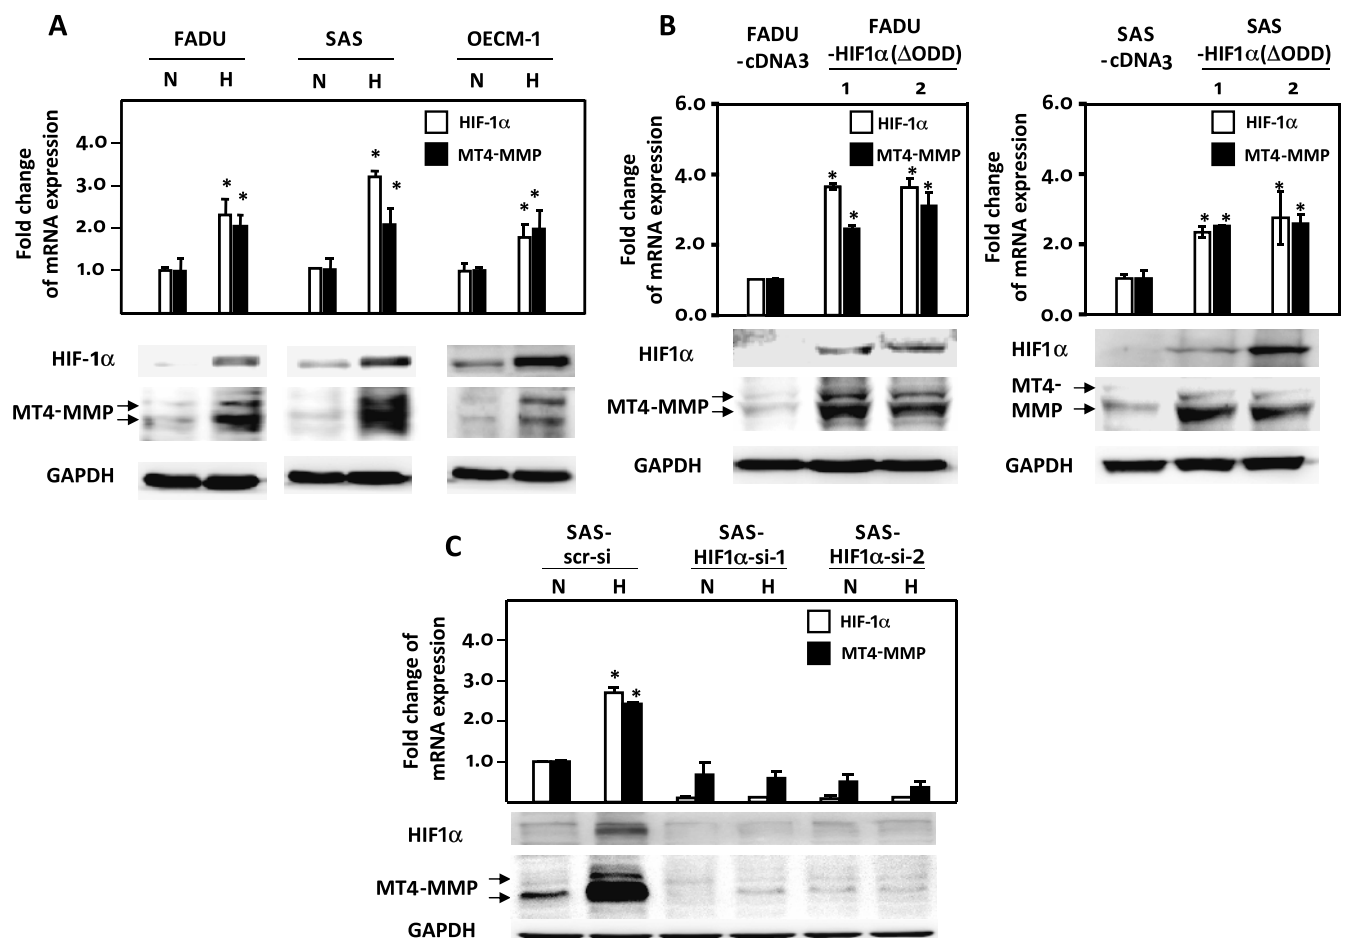 A
FADU
SAS
OECM-1
N
H
N
H
N
H
Fold change
of mRNA expression
4.0
3.0
2.0
1.0
HIF-1α
MT4-MMP
*
*
*
*
*
*
HIF-1α
MT4-MMP
GAPDH
B
FADU
-cDNA3
FADU
-HIF1α(ΔODD)
1
2
Fold change
of mRNA expression
6.0
4.0
2.0
0.0
HIF-1α
MT4-MMP
*
*
*
*
HIF1α
MT4-MMP
GAPDH
SAS
-cDNA3
SAS
-HIF1α(ΔODD)
1
2
Fold change
of mRNA expression
6.0
4.0
2.0
0.0
HIF-1α
MT4-MMP
*
*
*
*
HIF1α
MT4-
MMP
GAPDH
C
SAS-
scr-si
SAS-
HIF1α-si-1
SAS-
HIF1α-si-2
N
H
N
H
N
H
Fold change of
mRNA expression
4.0
3.0
2.0
1.0
HIF-1α
MT4-MMP
*
*
HIF1α
MT4-MMP
GAPDH